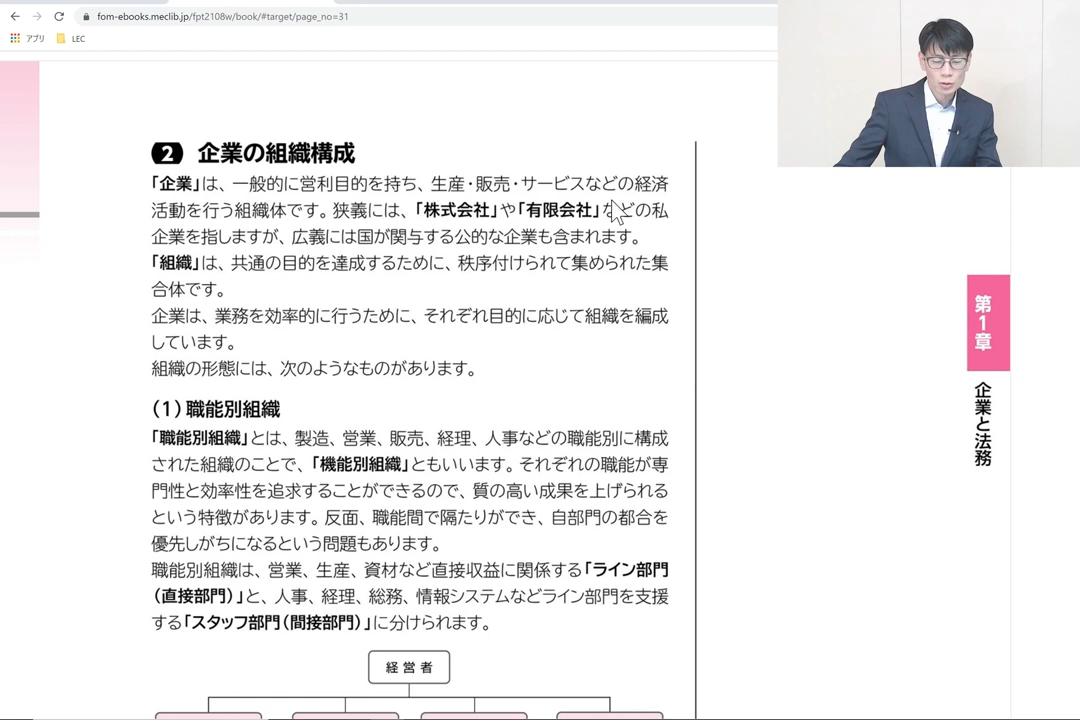 fom-ebooks.meclib.jp/fpt2108w/book/#target/page_no=31
アプリ
LEC
2 企業の組織構成
「企業」は、一般的に営利目的を持ち、生産・販売・サービスなどの経済
活動を行う組織体です。狭義には、「株式会社」や「有限会社」などの私
企業を指しますが、広義には国が関与する公的な企業も含まれます。
「組織」は、共通の目的を達成するために、秩序付けられて集められた集
合体です。
企業は、業務を効率的に行うために、それぞれ目的に応じて組織を編成
しています。
組織の形態には、次のようなものがあります。
（1）職能別組織
「職能別組織」とは、製造、営業、販売、経理、人事などの職能別に構成
された組織のことで、「機能別組織」ともいいます。それぞれの職能が専
門性と効率性を追求することができるので、質の高い成果を上げられる
という特徴があります。反面、職能間で隔たりができ、自部門の都合を
優先しがちになるという問題もあります。
職能別組織は、営業、生産、資材など直接収益に関係する「ライン部門
（直接部門）」と、人事、経理、総務、情報システムなどライン部門を支援
する「スタッフ部門（間接部門）」に分けられます。
経営者
第1章
企業と法務